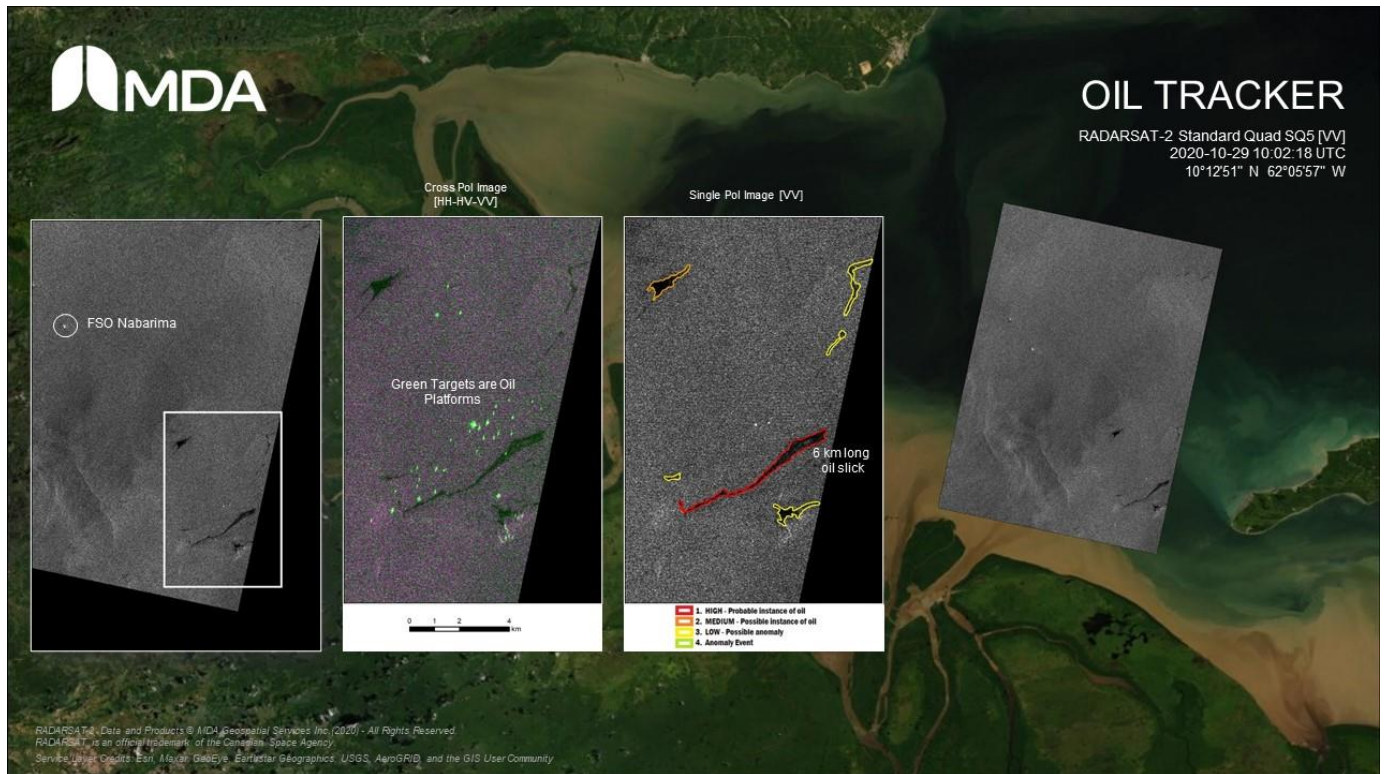 MDA
OIL TRACKER
RADARSAT-2 Standard Quad SQ5 [VV]
2020-10-29 10:02:18 UTC
10°12'51" N 62°05'57" W
Cross Pol Image
[HH-HV-VV]
Single Pol Image [VV]
FSO Nabarima
Green Targets are Oil
Platforms
6 km long
oil slick
0 1 2 4
km
1. HIGH - Probable instance of oil
2. MEDIUM - Possible instance of oil
3. LOW - Possible anomaly
4. Anomaly Event
RADARSAT-2 Data and Products © MDA Geospatial Services Inc. (2020) - All Rights Reserved.
RADARSAT is an official trademark of the Canadian Space Agency
Service Layer Credits: Esri, Maxar, GeoEye, Earthstar Geographics, USGS, AeroGRID, and the GIS User Community